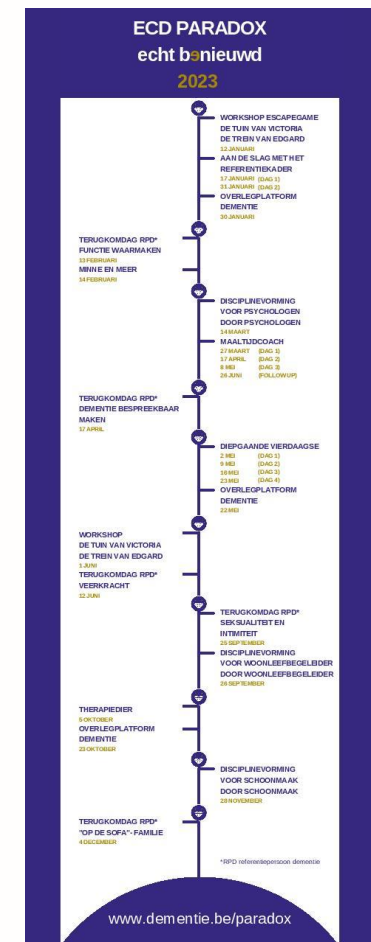 ECD PARADOX
echt benieuwd
2023
WORKSHOP ESCAPEGAME
DE TUIN VAN VICTORIA
DE TREIN VAN EDGARD
12 JANUARI
AAN DE SLAG MET HET
REFERENTIEKADER
17 JANUARI (DAG 1)
31 JANUARI (DAG 2)
OVERLEGPLATFORM
DEMENTIE
30 JANUARI
TERUGKOMDAG RPD*
FUNCTIE WAARMAKEN
13 FEBRUARI
MINNE EN MEER
14 FEBRUARI
DISCIPLINEVORMING
VOOR PSYCHOLOGEN
DOOR PSYCHOLOGEN
14 MAART
MAALTIJDCOACH
27 MAART (DAG 1)
17 APRIL (DAG 2)
8 MEI (DAG 3)
26 JUNI (FOLLOW UP)
TERUGKOMDAG RPD*
DEMENTIE BESPREEKBAAR
MAKEN
17 APRIL
DIEPGAANDE VIERDAAGSE
2 MEI (DAG 1)
9 MEI (DAG 2)
16 MEI (DAG 3)
23 MEI (DAG 4)
OVERLEGPLATFORM
DEMENTIE
22 MEI
WORKSHOP
DE TUIN VAN VICTORIA
DE TREIN VAN EDGARD
1 JUNI
TERUGKOMDAG RPD*
VEERKRACHT
12 JUNI
TERUGKOMDAG RPD*
SEKSUALITEIT EN
INTIMITEIT
25 SEPTEMBER
DISCIPLINEVORMING
VOOR WOONLEEFBEGELEIDER
DOOR WOONLEEFBEGELEIDER
26 SEPTEMBER
THERAPIEDIER
5 OKTOBER
OVERLEGPLATFORM
DEMENTIE
23 OKTOBER
DISCIPLINEVORMING
VOOR SCHOONMAAK
DOOR SCHOONMAAK
28 NOVEMBER
TERUGKOMDAG RPD*
"OP DE SOFA"- FAMILIE
4 DECEMBER
*RPD referentiepersoon dementie
www.dementie.be/paradox